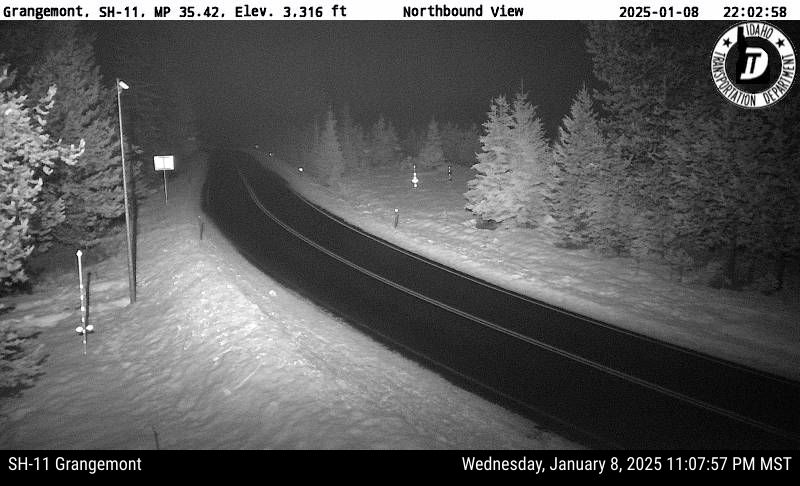 Grangemont, SH-11, MP 35.42, Elev. 3,316 ft Northbound View 2025-01-08 22:02:58
IDAHO
TRANSPORTATION DEPARTMENT
SH-11 Grangemont Wednesday, January 8, 2025 11:07:57 PM MST